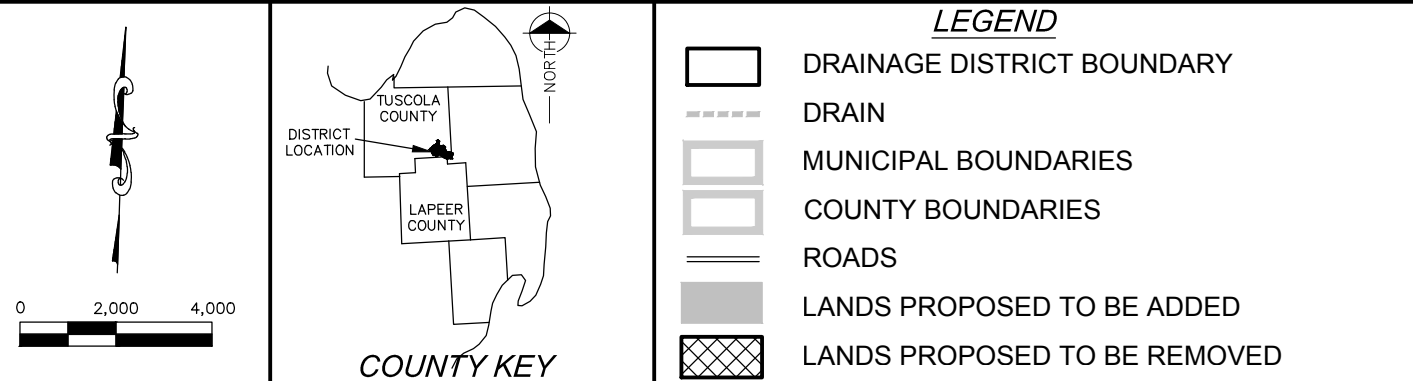 0 2,000 4,000
NORTH
TUSCOLA
COUNTY
DISTRICT
LOCATION
LAPEER
COUNTY
COUNTY KEY
LEGEND
DRAINAGE DISTRICT BOUNDARY
DRAIN
MUNICIPAL BOUNDARIES
COUNTY BOUNDARIES
ROADS
LANDS PROPOSED TO BE ADDED
LANDS PROPOSED TO BE REMOVED